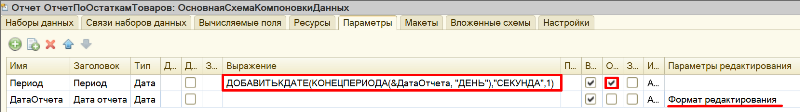 Отчет ОтчетПоОстаткамТоваров: ОсновнаяСхемаКомпоновкиДанных
Наборы данных Связи наборов данных Вычисляемые поля Ресурсы Параметры Макеты Вложенные схемы Настройки
Имя Заголовок Тип Д... Д... З... Выражение П... В... О... З... И... Параметры редактирования
Период Период Дата ДОБАВИТЬКДАТЕ(КОНЕЦПЕРИОДА(&ДатаОтчета, "ДЕНЬ"),"СЕКУНДА",1) А...
ДатаОтчета Дата отчета Дата А... Формат редактирования